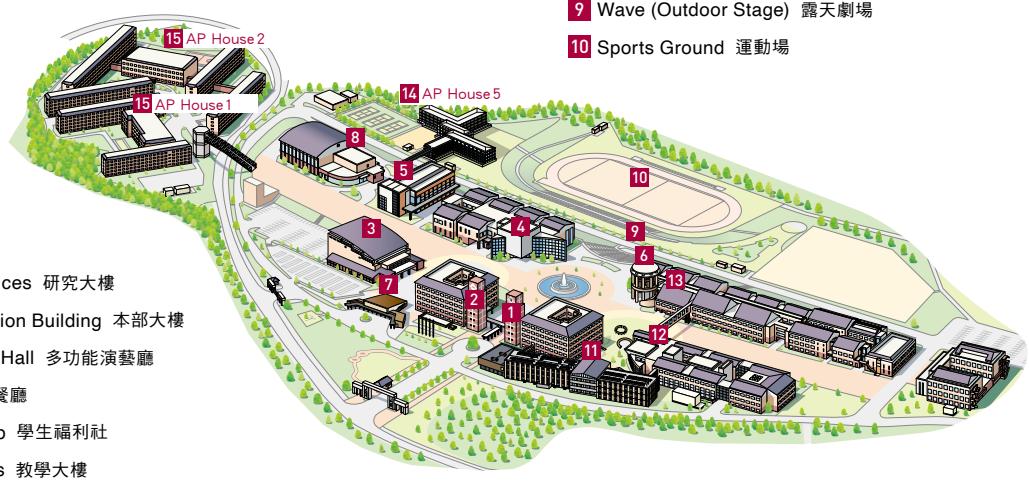 9 Wave (Outdoor Stage) 露天劇場
10 Sports Ground 運動場
15 AP House 2
15 AP House 1
14 AP House 5
8
5
10
3
4
9
6
7
13
2
1
12
11
ces 研究大樓
ion Building 本部大樓
Hall 多功能演藝廳
餐廳
學生福利社
s 教學大樓